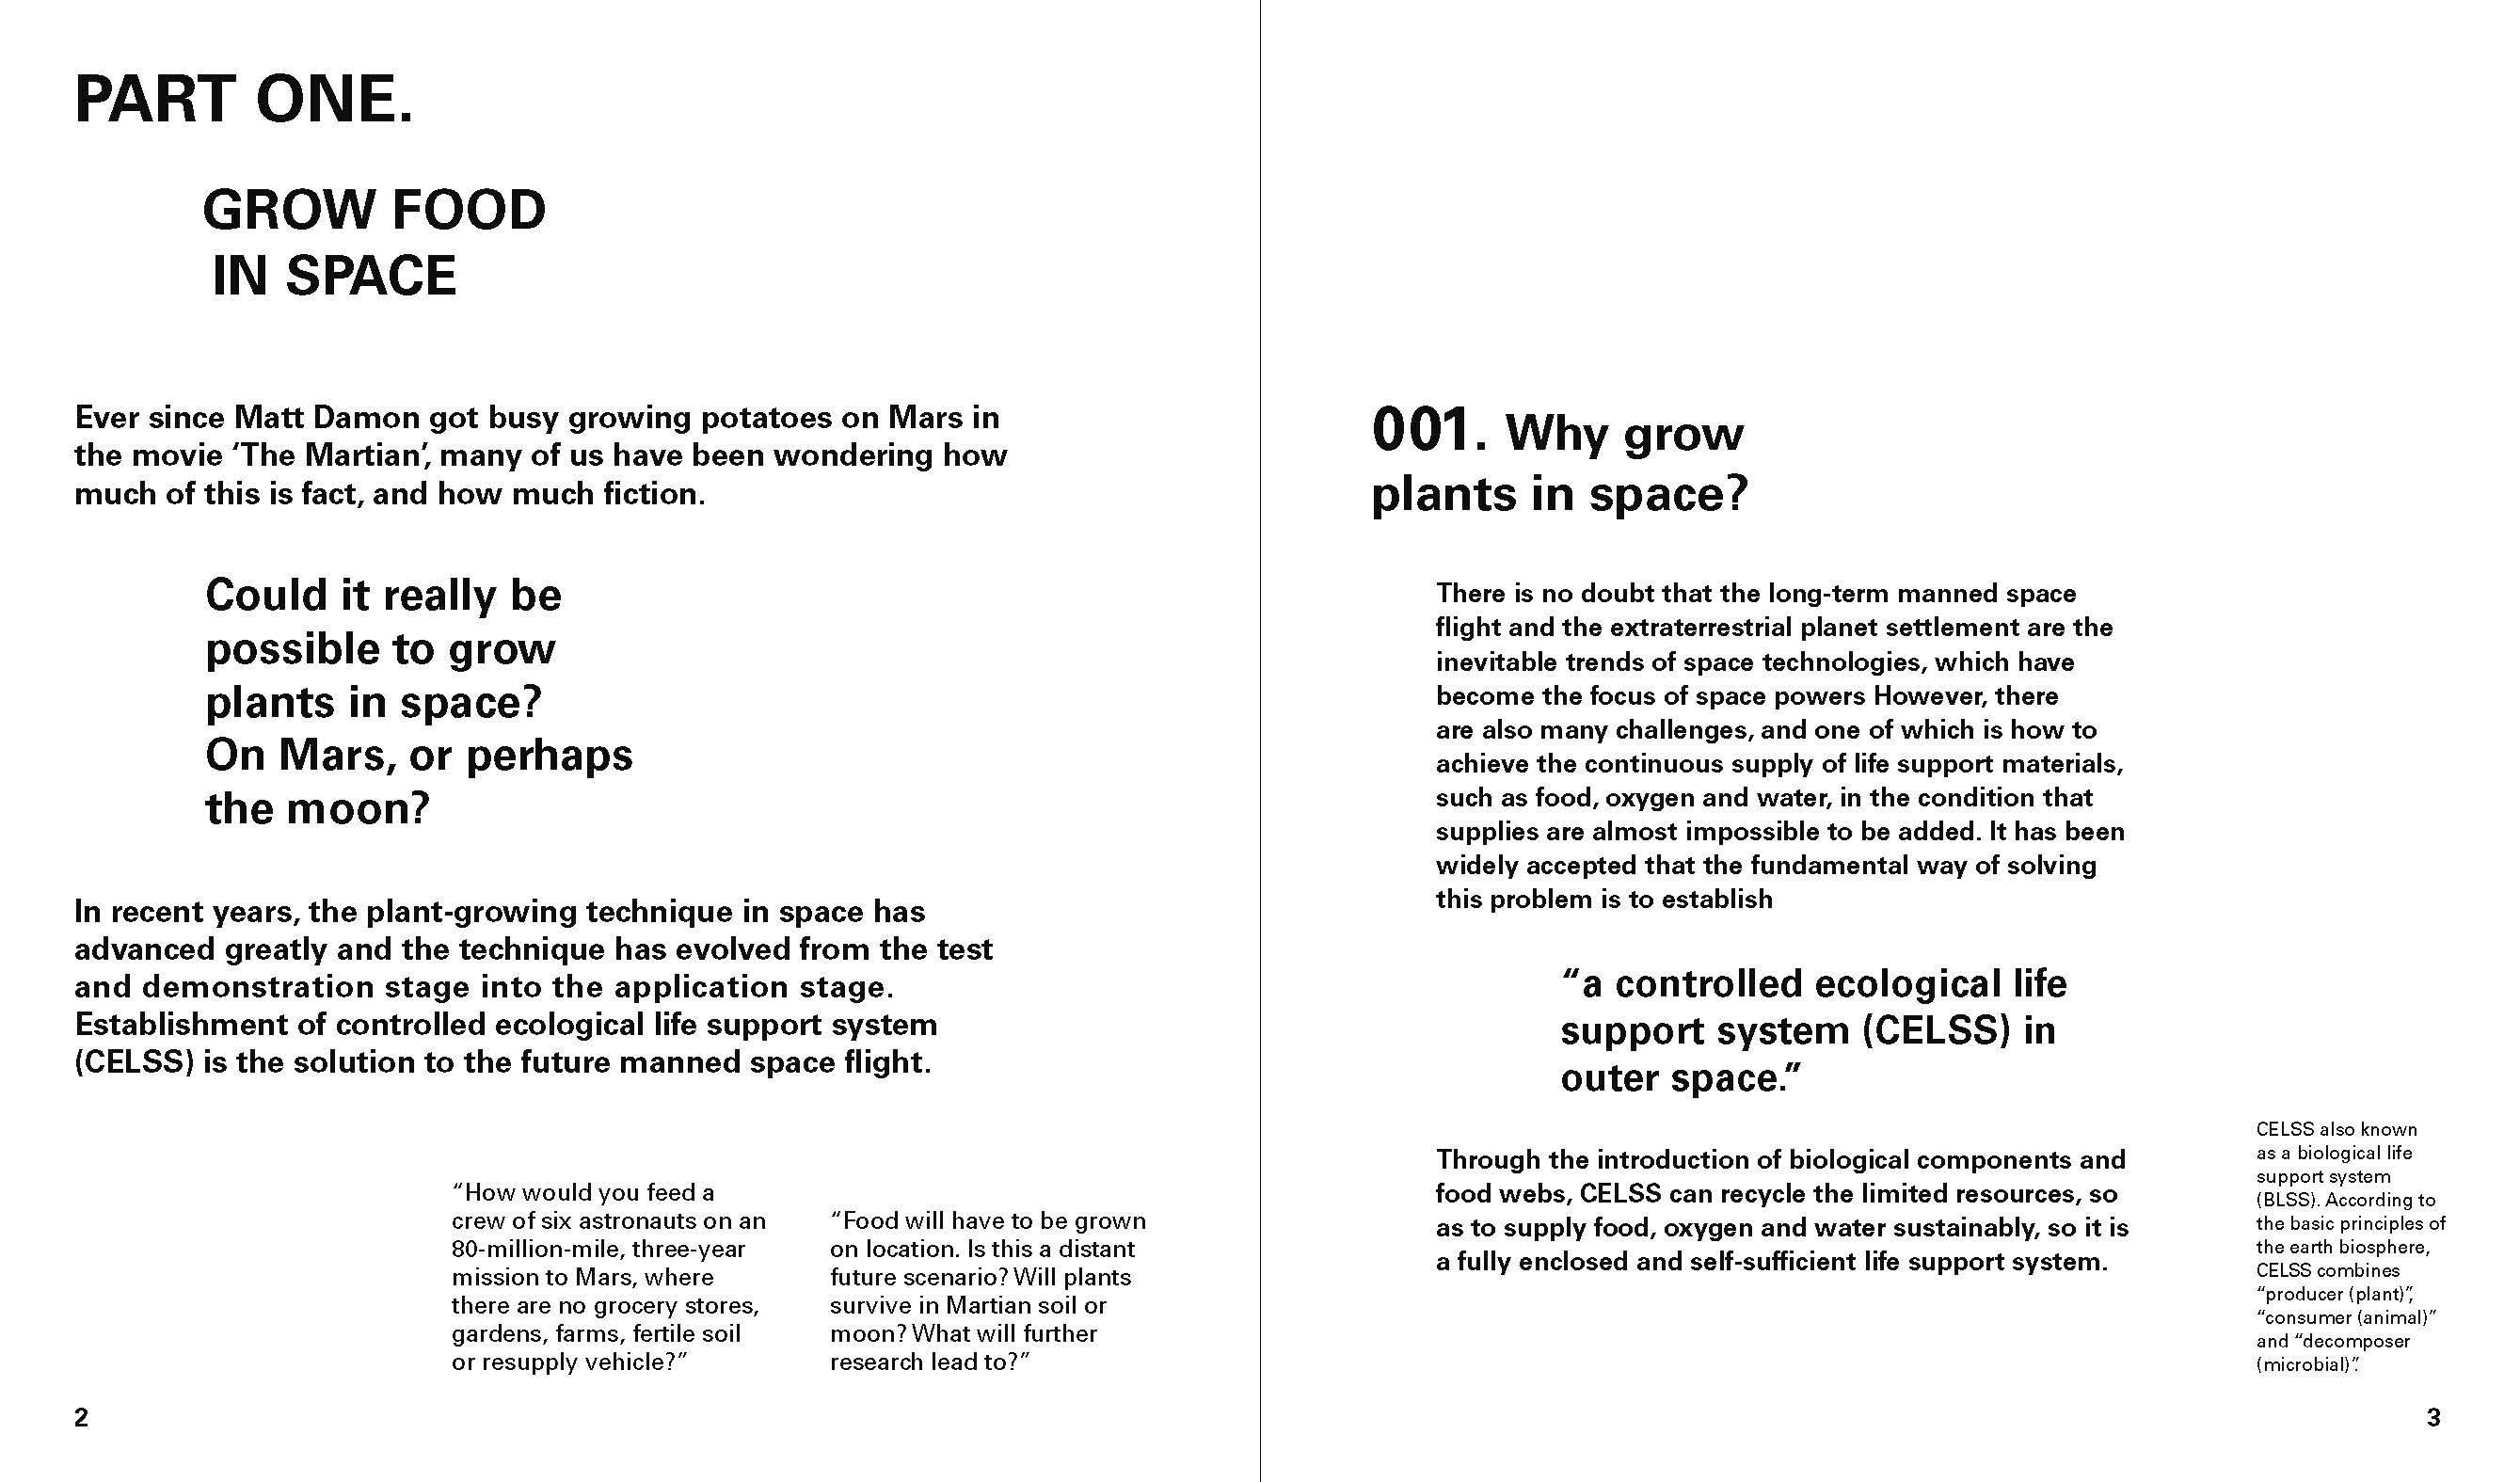 PART ONE.
GROW FOOD
IN SPACE
Ever since Matt Damon got busy growing potatoes on Mars in
the movie ‘The Martian’, many of us have been wondering how
much of this is fact, and how much fiction.
Could it really be
possible to grow
plants in space?
On Mars, or perhaps
the moon?
In recent years, the plant-growing technique in space has
advanced greatly and the technique has evolved from the test
and demonstration stage into the application stage.
Establishment of controlled ecological life support system
(CELSS) is the solution to the future manned space flight.
“How would you feed a
crew of six astronauts on an
80-million-mile, three-year
mission to Mars, where
there are no grocery stores,
gardens, farms, fertile soil
or resupply vehicle?”
“Food will have to be grown
on location. Is this a distant
future scenario? Will plants
survive in Martian soil or
moon? What will further
research lead to?”
2
001. Why grow
plants in space?
There is no doubt that the long-term manned space
flight and the extraterrestrial planet settlement are the
inevitable trends of space technologies, which have
become the focus of space powers However, there
are also many challenges, and one of which is how to
achieve the continuous supply of life support materials,
such as food, oxygen and water, in the condition that
supplies are almost impossible to be added. It has been
widely accepted that the fundamental way of solving
this problem is to establish
“a controlled ecological life
support system (CELSS) in
outer space.”
Through the introduction of biological components and
food webs, CELSS can recycle the limited resources, so
as to supply food, oxygen and water sustainably, so it is
a fully enclosed and self-sufficient life support system.
CELSS also known
as a biological life
support system
(BLSS). According to
the basic principles of
the earth biosphere,
CELSS combines
“producer (plant)”,
“consumer (animal)”
and “decomposer
(microbial)”.
3